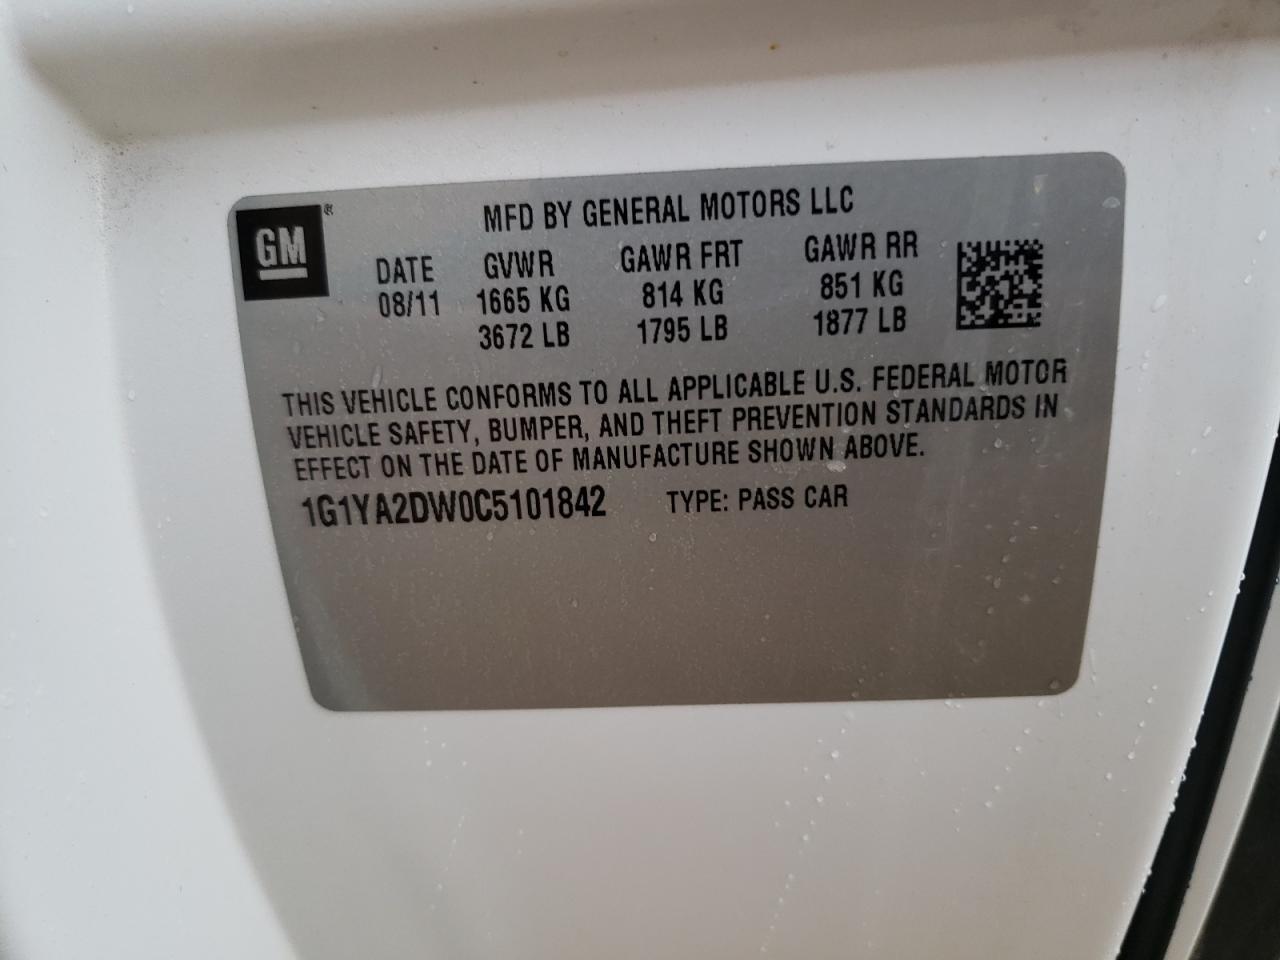 GM®
MFD BY GENERAL MOTORS LLC
DATE GVWR GAWR FRT GAWR RR
08/11 1665 KG 814 KG 851 KG
3672 LB 1795 LB 1877 LB
THIS VEHICLE CONFORMS TO ALL APPLICABLE U.S. FEDERAL MOTOR
VEHICLE SAFETY, BUMPER, AND THEFT PREVENTION STANDARDS IN
EFFECT ON THE DATE OF MANUFACTURE SHOWN ABOVE.
1G1YA2DW0C5101842 TYPE: PASS CAR